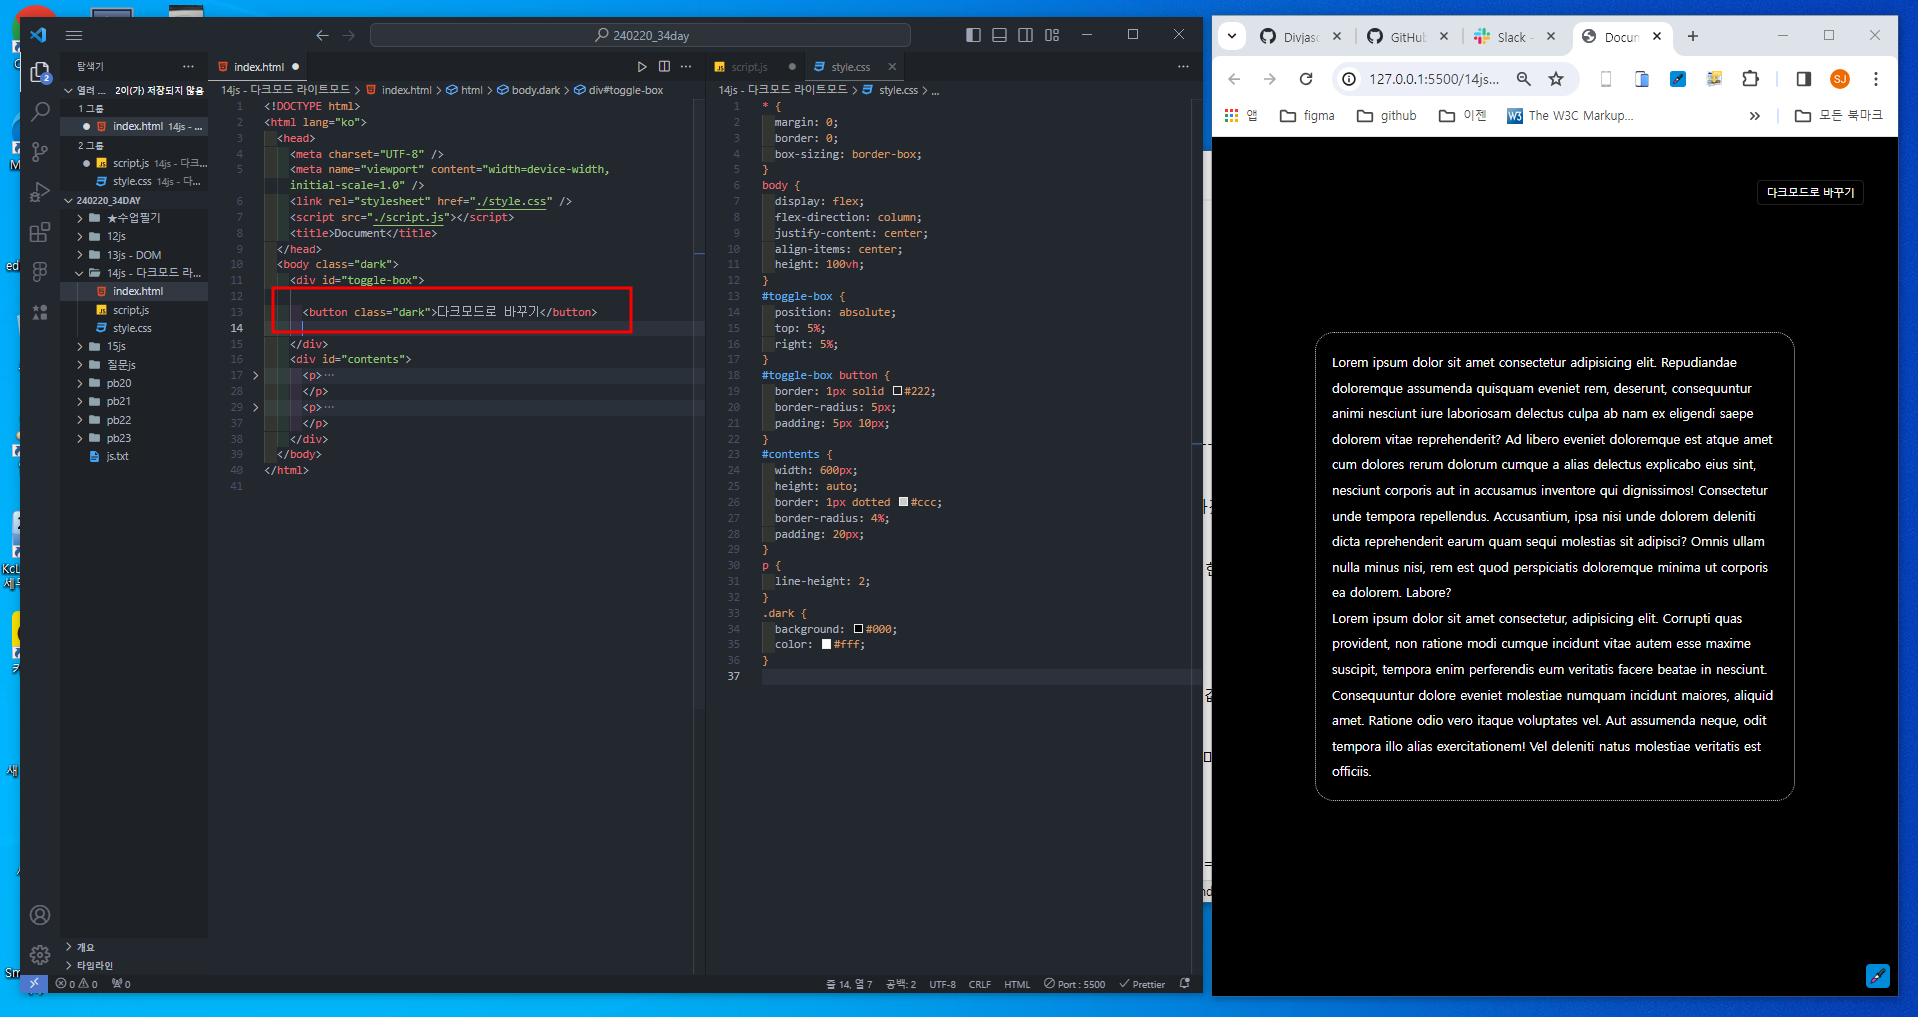 240220_34day
탐색기
열려 ... 2이(가) 저장되지 않음
1 그룹
index.html 14js - ...
2 그룹
script.js 14js - 다크...
style.css 14js - 다...
240220_34DAY
★수업필기
12js
13js - DOM
14js - 다크모드 라...
index.html
script.js
style.css
15js
질문js
pb20
pb21
pb22
pb23
js.txt
개요
타임라인
index.html
14js - 다크모드 라이트모드 > index.html > html > body.dark > div#toggle-box
1 <!DOCTYPE html>
2 <html lang="ko">
3 <head>
4 <meta charset="UTF-8" />
5 <meta name="viewport" content="width=device-width,
initial-scale=1.0" />
6 <link rel="stylesheet" href="./style.css" />
7 <script src="./script.js"></script>
8 <title>Document</title>
9 </head>
10 <body class="dark">
11 <div id="toggle-box">
12
13 <button class="dark">다크모드로 바꾸기</button>
14
15 </div>
16 <div id="contents">
17 <p>...
28 </p>
29 <p>...
37 </p>
38 </div>
39 </body>
40 </html>
41
script.js
style.css
14js - 다크모드 라이트모드 > style.css > ...
1 * {
2 margin: 0;
3 border: 0;
4 box-sizing: border-box;
5 }
6 body {
7 display: flex;
8 flex-direction: column;
9 justify-content: center;
10 align-items: center;
11 height: 100vh;
12 }
13 #toggle-box {
14 position: absolute;
15 top: 5%;
16 right: 5%;
17 }
18 #toggle-box button {
19 border: 1px solid #222;
20 border-radius: 5px;
21 padding: 5px 10px;
22 }
23 #contents {
24 width: 600px;
25 height: auto;
26 border: 1px dotted #ccc;
27 border-radius: 4%;
28 padding: 20px;
29 }
30 p {
31 line-height: 2;
32 }
33 .dark {
34 background: #000;
35 color: #fff;
36 }
37
0 0 0
줄 14, 열 7 공백: 2 UTF-8 CRLF HTML Port : 5500 Prettier
Divjasc GitHub Slack - Docum
127.0.0.1:5500/14js...
SJ
앱 figma github 이젠 W3 The W3C Markup... 모든 북마크
다크모드로 바꾸기
Lorem ipsum dolor sit amet consectetur adipisicing elit. Repudiandae
doloremque assumenda quisquam eveniet rem, deserunt, consequuntur
animi nesciunt iure laboriosam delectus culpa ab nam ex eligendi saepe
dolorem vitae reprehenderit? Ad libero eveniet doloremque est atque amet
cum dolores rerum dolorum cumque a alias delectus explicabo eius sint,
nesciunt corporis aut in accusamus inventore qui dignissimos! Consectetur
unde tempora repellendus. Accusantium, ipsa nisi unde dolorem deleniti
dicta reprehenderit earum quam sequi molestias sit adipisci? Omnis ullam
nulla minus nisi, rem est quod perspiciatis doloremque minima ut corporis
ea dolorem. Labore?
Lorem ipsum dolor sit amet consectetur, adipisicing elit. Corrupti quas
provident, non ratione modi cumque incidunt vitae autem esse maxime
suscipit, tempora enim perferendis eum veritatis facere beatae in nesciunt.
Consequuntur dolore eveniet molestiae numquam incidunt maiores, aliquid
amet. Ratione odio vero itaque voluptates vel. Aut assumenda neque, odit
tempora illo alias exercitationem! Vel deleniti natus molestiae veritatis est
officiis.